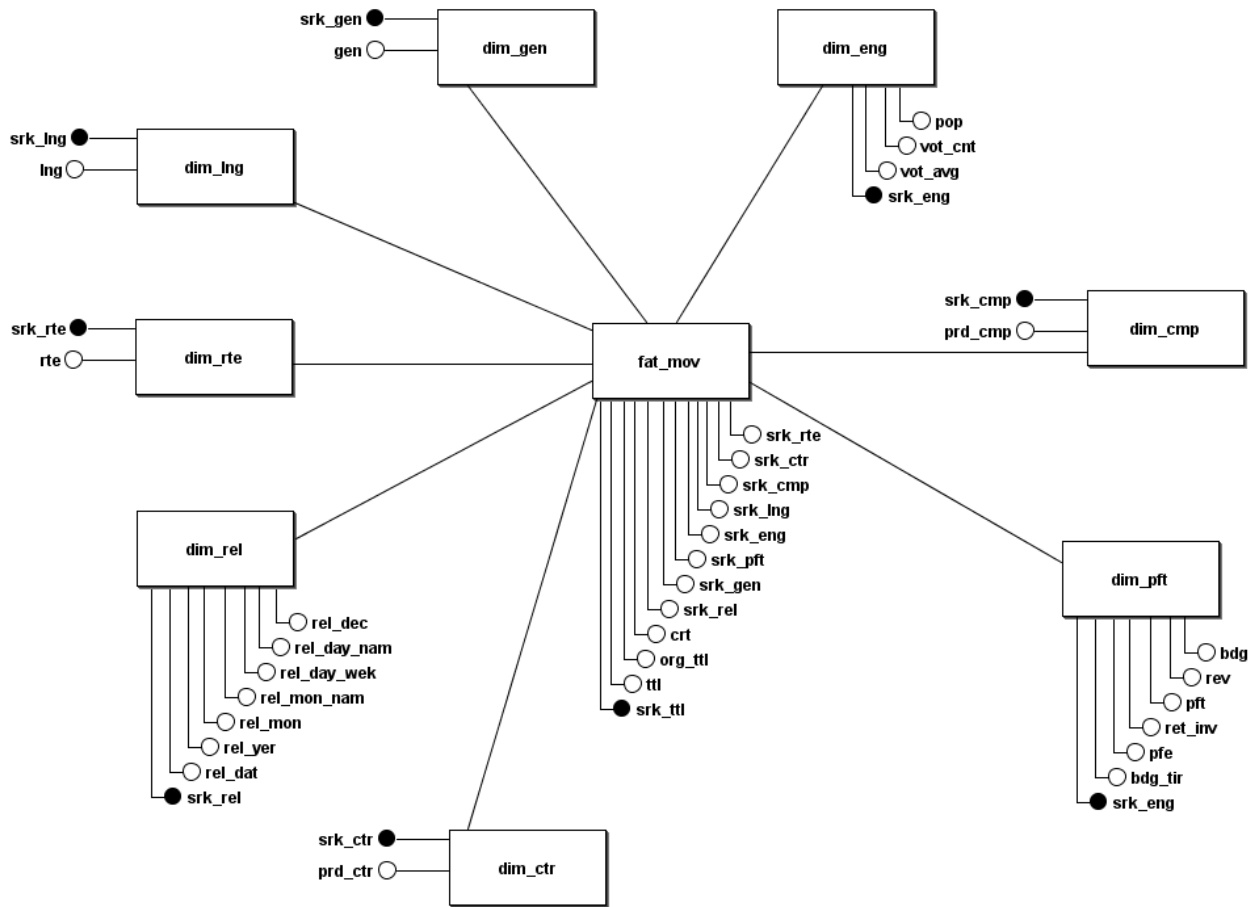 srk_gen
gen
dim_gen
dim_eng
pop
vot_cnt
vot_avg
srk_eng
srk_lng
lng
dim_lng
srk_cmp
prd_cmp
dim_cmp
srk_rte
rte
dim_rte
fat_mov
srk_rte
srk_ctr
srk_cmp
srk_lng
srk_eng
srk_pft
srk_gen
srk_rel
crt
org_ttl
ttl
srk_ttl
dim_rel
rel_dec
rel_day_nam
rel_day_wek
rel_mon_nam
rel_mon
rel_yer
rel_dat
srk_rel
dim_pft
bdg
rev
pft
ret_inv
pfe
bdg_tir
srk_eng
srk_ctr
prd_ctr
dim_ctr